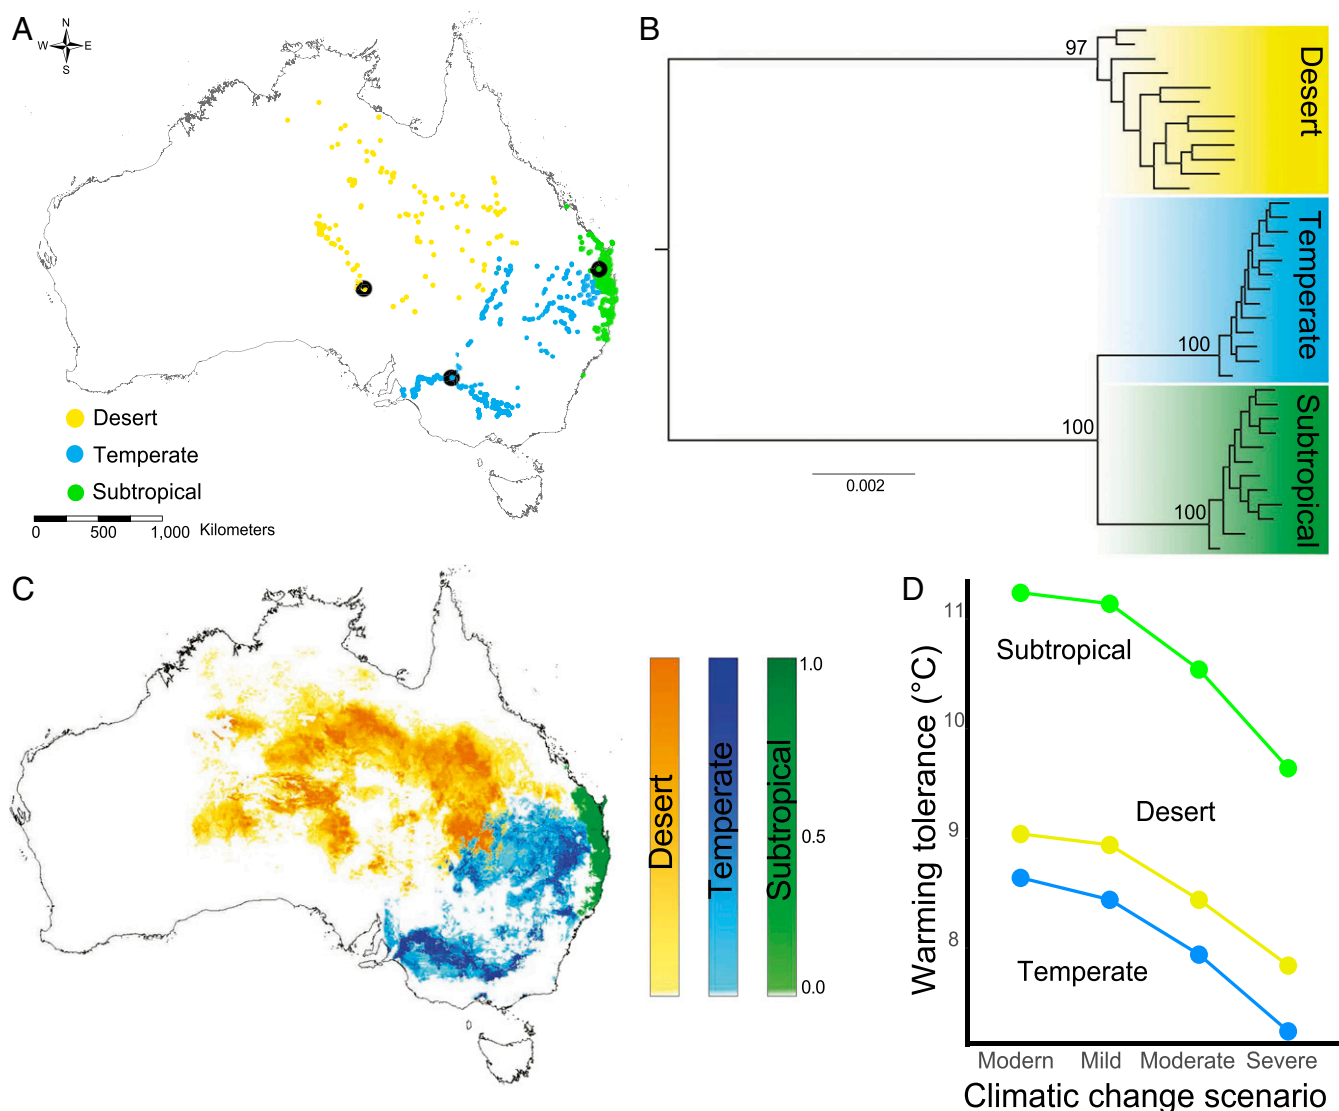 A
N
W E
S
Desert
Temperate
Subtropical
0 500 1,000 Kilometers
B
97
100
100
100
0.002
Desert
Temperate
Subtropical
C
Desert
Temperate
Subtropical
1.0
0.5
0.0
D
Warming tolerance (°C)
11
10
9
8
Subtropical
Desert
Temperate
Modern Mild Moderate Severe
Climatic change scenario